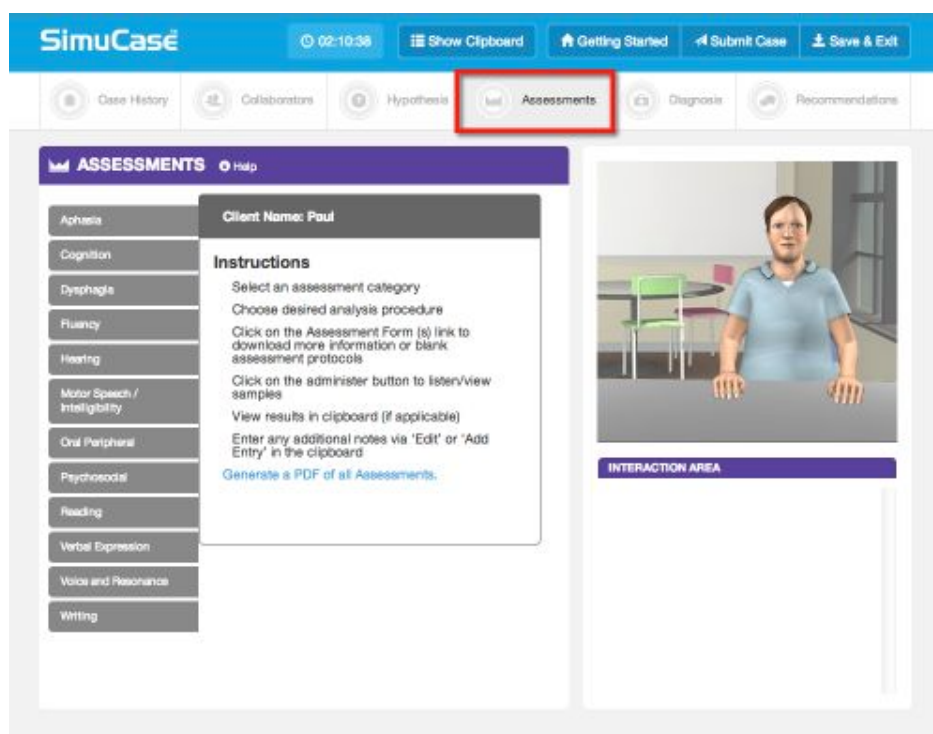 SimuCase
02:10:38
Show Clipboard
Getting Started
Submit Case
Save & Exit
Case History
Collaborators
Hypothesis
Assessments
Diagnosis
Recommendations
ASSESSMENTS
Help
Aphasia
Cognition
Dysphagia
Fluency
Hearing
Motor Speech /
Intelligibility
Oral Peripheral
Psychosocial
Reading
Verbal Expression
Voice and Resonance
Writing
Client Name: Paul
Instructions
Select an assessment category
Choose desired analysis procedure
Click on the Assessment Form (s) link to
download more information or blank
assessment protocols
Click on the administer button to listen/view
samples
View results in clipboard (if applicable)
Enter any additional notes via 'Edit' or 'Add
Entry' in the clipboard
Generate a PDF of all Assessments.
INTERACTION AREA